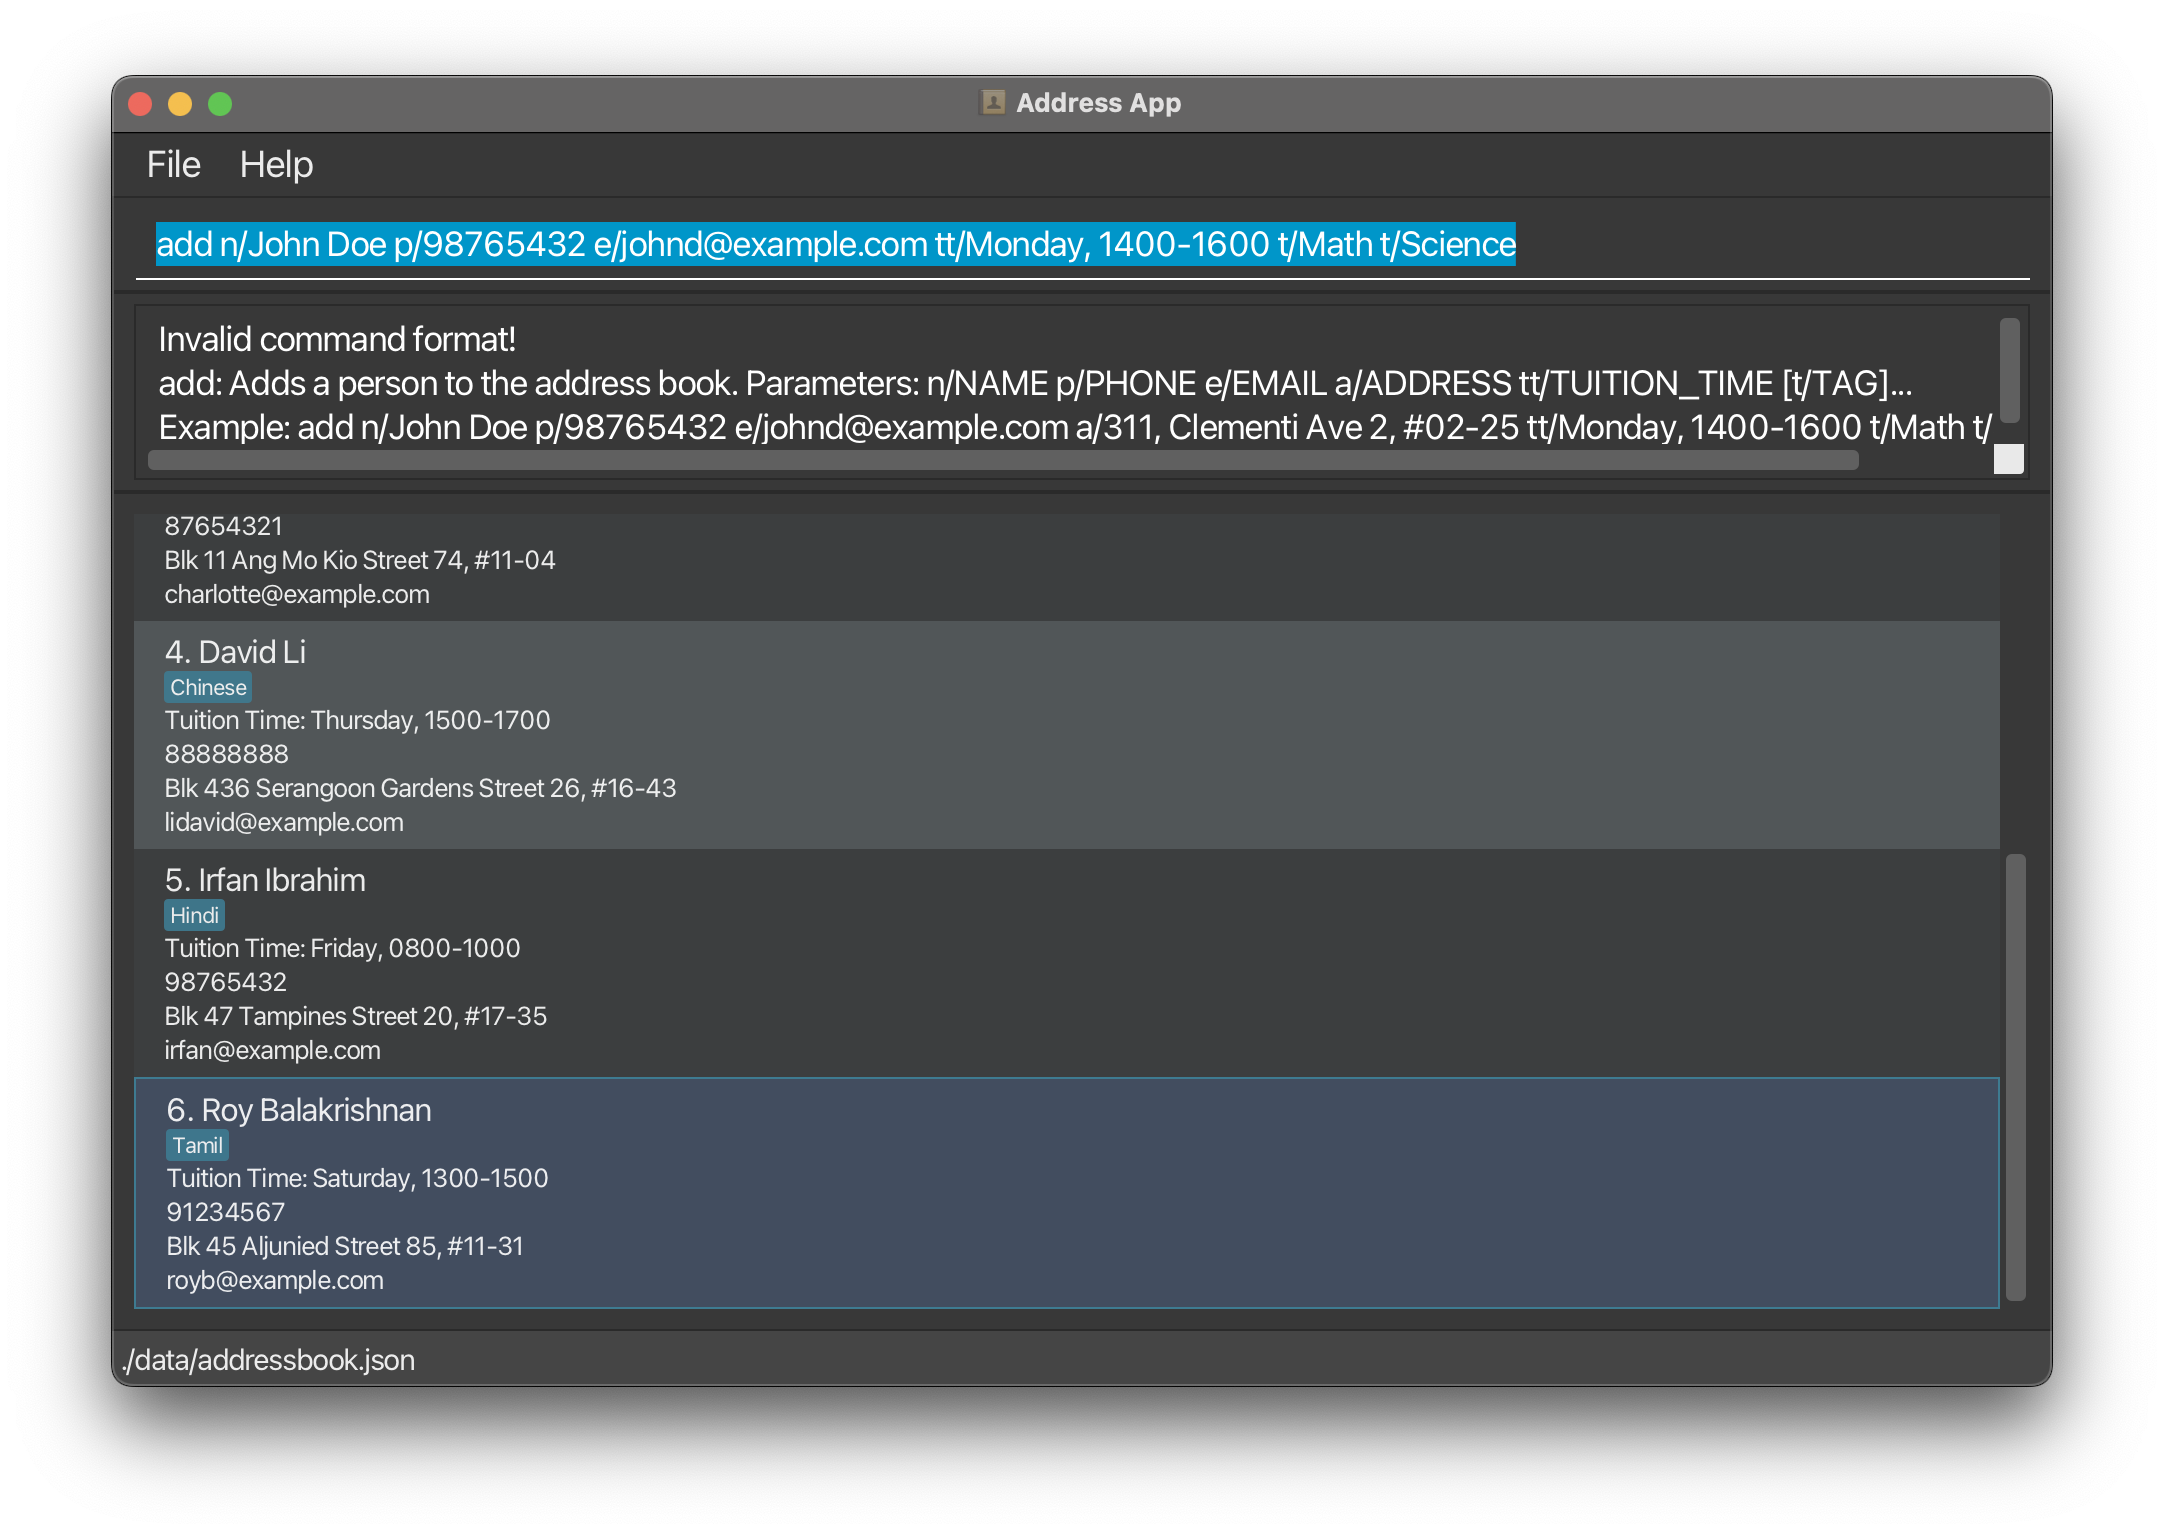 Address App
File Help
add n/John Doe p/98765432 e/johnd@example.com tt/Monday, 1400-1600 t/Math t/Science
Invalid command format!
add: Adds a person to the address book. Parameters: n/NAME p/PHONE e/EMAIL a/ADDRESS tt/TUITION_TIME [t/TAG]...
Example: add n/John Doe p/98765432 e/johnd@example.com a/311, Clementi Ave 2, #02-25 tt/Monday, 1400-1600 t/Math t/
87654321
Blk 11 Ang Mo Kio Street 74, #11-04
charlotte@example.com
4. David Li
Chinese
Tuition Time: Thursday, 1500-1700
88888888
Blk 436 Serangoon Gardens Street 26, #16-43
lidavid@example.com
5. Irfan Ibrahim
Hindi
Tuition Time: Friday, 0800-1000
98765432
Blk 47 Tampines Street 20, #17-35
irfan@example.com
6. Roy Balakrishnan
Tamil
Tuition Time: Saturday, 1300-1500
91234567
Blk 45 Aljunied Street 85, #11-31
royb@example.com
./data/addressbook.json